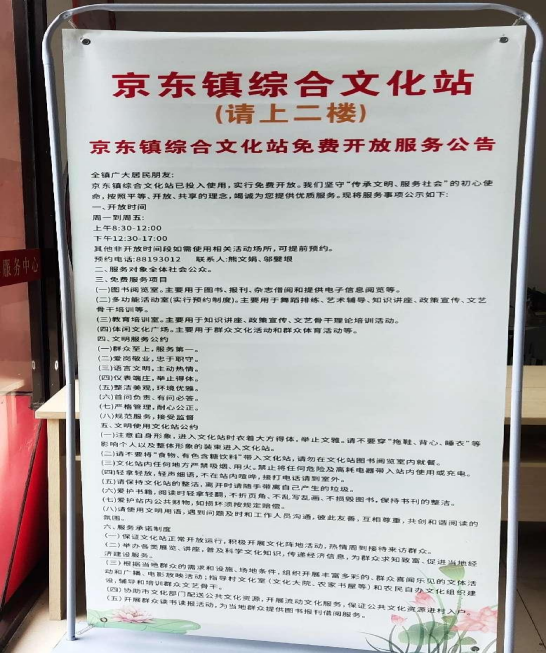 京东镇综合文化站
(请上二楼)
京东镇综合文化站免费开放服务公告
全镇广大居民朋友:
京东镇综合文化站已投入使用,实行免费开放。我们坚守“传承文明、服务社会”的初心使
命,按照平等、开放、共享的理念,竭诚为您提供优质服务。现将服务事项公示如下:
一、开放时间
周一到周五:
上午8:30-12:00
下午12:30-17:00
其他非开放时间段如需使用相关活动场所,可提前预约。
预约电话:88193012 联系人:熊文娟、邬婴珢
二、服务对象全体社会公众。
三、免费服务项目
(一)图书阅览室。主要用于图书、报刊、杂志借阅和提供电子信息阅览等。
(二)多功能活动室(实行预约制度)。主要用于舞蹈排练、艺术辅导、知识讲座、政策宣传、文艺
骨干培训等。
(三)教育培训室。主要用于知识讲座、政策宣传、文艺骨干理论培训活动。
(四)休闲文化广场。主要用于群众文化活动和群众体育活动等。
四、文明服务公约
(一)群众至上,服务第一。
(二)爱岗敬业,忠于职守。
(三)语言文明,主动热情。
(四)仪表端庄,举止得体。
(五)整洁美观,环境优雅。
(六)首问负责,有问必答。
(七)严格管理,耐心公正。
(八)规范服务,接受监督
五、文明使用文化站公约
(一)注意自身形象,进入文化站时衣着大方得体,举止文雅。请不要穿“拖鞋、背心、睡衣”等
影响个人以及整体形象的装束进入文化站。
(二)请不要将“食物、有色含糖饮料”带入文化站,请勿在文化站图书阅览室内就餐。
(三)文化站内任何地方严禁吸烟、用火。禁止将任何危险及高耗电器带入站内使用或充电。
(四)轻拿轻放,轻声细语,不在站内喧哗,接打电话请到室外。
(五)请保持文化站的整洁,离开时请随手带离自己产生的垃圾。
(六)爱护书籍,阅读时轻拿轻翻,不折页角、不乱写乱画、不损毁图书,保持书刊的整洁。
(七)爱护站内公共财物,如损坏须按规定赔偿。
(八)请使用文明用语,遇到问题及时和工作人员沟通,彼此友善,互相尊重,共创和谐阅读的
氛围。
六、服务承诺制度
(一)保证文化站正常开放运行,积极开展文化阵地活动,热情周到接待来访群众。
(二)举办各类展览、讲座,普及科学文化知识,传递经济信息,为群众求知致富,促进当地经
济建设服务。
(三)根据当地群众的需求和设施、场地条件,组织开展丰富多彩的、群众喜闻乐见的文体活
动和广播、电影放映活动;指导村文化室(文化大院、农家书屋等)和农民自办文化组织建
设,辅导和培训群众文艺骨干。
(四)协助市文化部门配送公共文化资源,开展流动文化服务,保证公共文化资源进村入户。
(五)开展群众读书读报活动,为当地群众提供图书报刊借阅服务。
服务中心